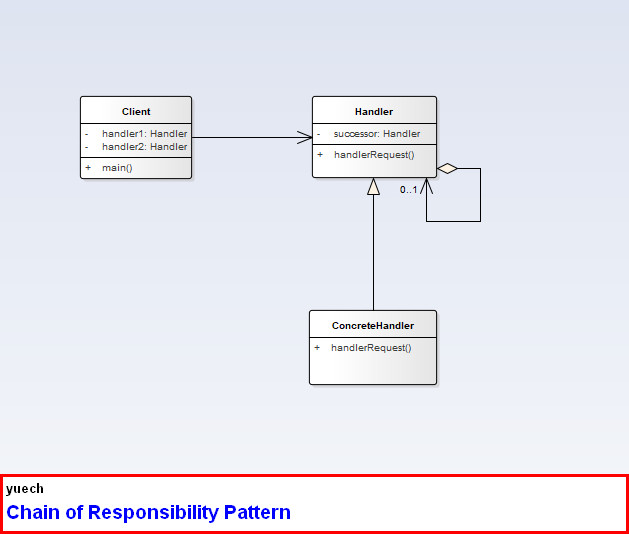 Client
- handler1: Handler
- handler2: Handler
+ main()
Handler
- successor: Handler
+ handlerRequest()
0..1
ConcreteHandler
+ handlerRequest()
yuech
Chain of Responsibility Pattern